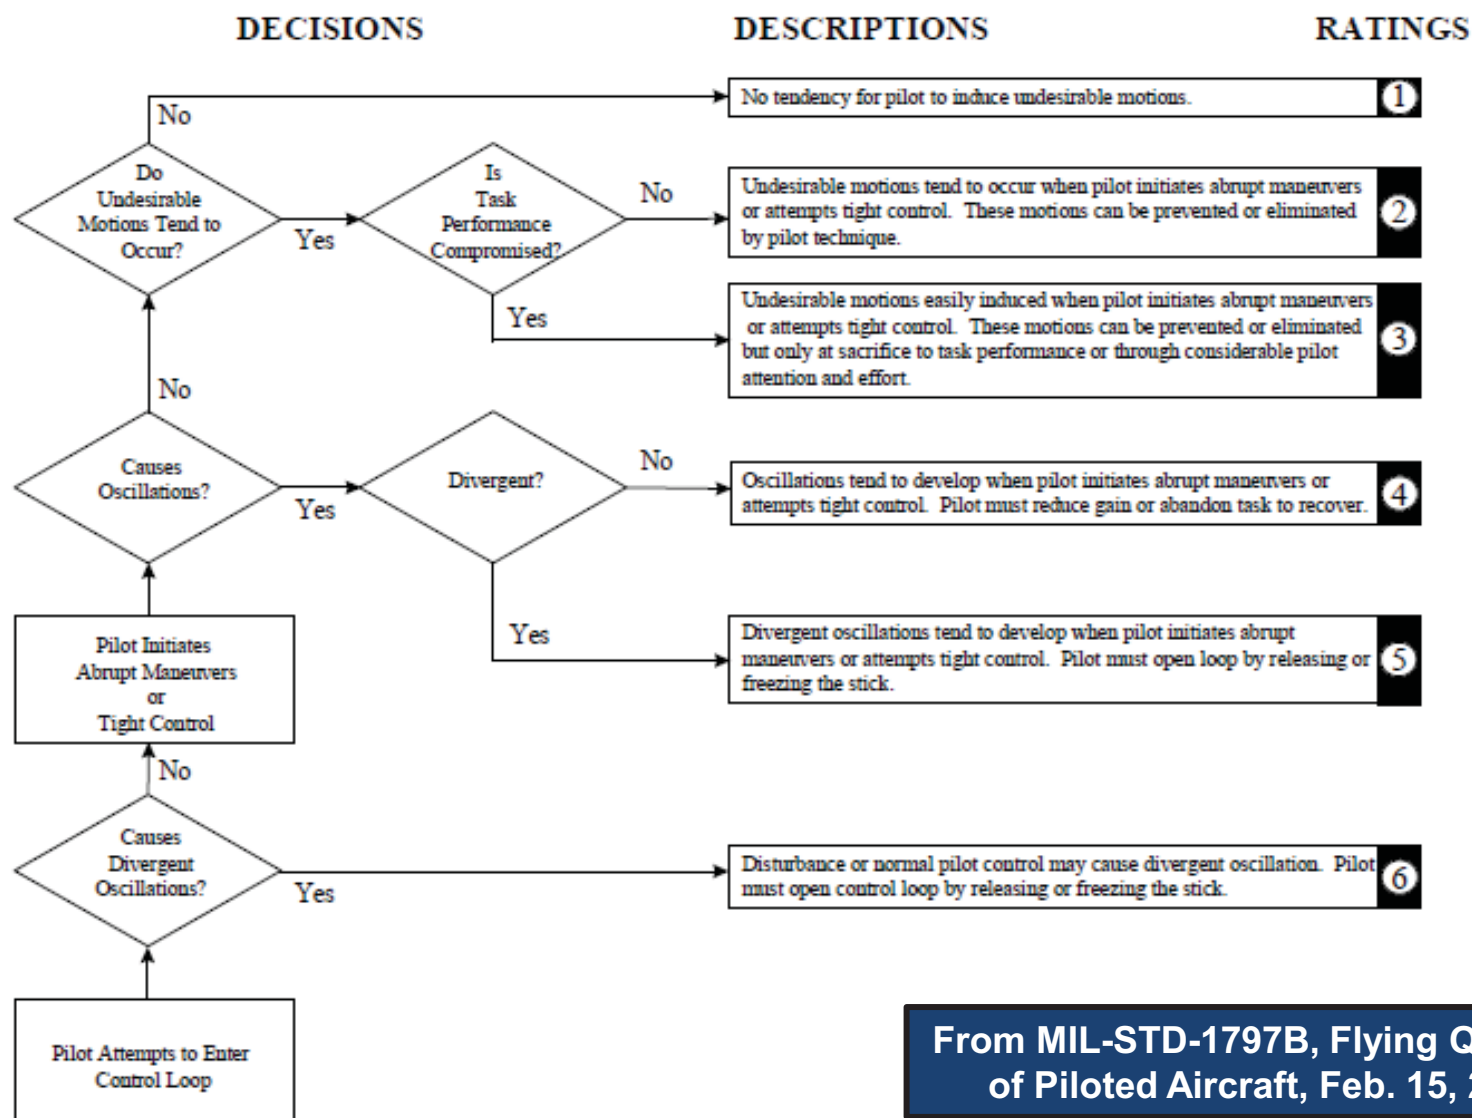 DECISIONS
DESCRIPTIONS
RATINGS
No
No tendency for pilot to induce undesirable motions.
1
Do
Undesirable
Motions Tend to
Occur?
Yes
Is
Task
Performance
Compromised?
No
Undesirable motions tend to occur when pilot initiates abrupt maneuvers
or attempts tight control. These motions can be prevented or eliminated
by pilot technique.
2
Yes
Undesirable motions easily induced when pilot initiates abrupt maneuvers
or attempts tight control. These motions can be prevented or eliminated
but only at sacrifice to task performance or through considerable pilot
attention and effort.
3
No
Causes
Oscillations?
Yes
Divergent?
No
Oscillations tend to develop when pilot initiates abrupt maneuvers or
attempts tight control. Pilot must reduce gain or abandon task to recover.
4
Yes
Divergent oscillations tend to develop when pilot initiates abrupt
maneuvers or attempts tight control. Pilot must open loop by releasing or
freezing the stick.
5
Pilot Initiates
Abrupt Maneuvers
or
Tight Control
No
Causes
Divergent
Oscillations?
Yes
Disturbance or normal pilot control may cause divergent oscillation. Pilot
must open control loop by releasing or freezing the stick.
6
Pilot Attempts to Enter
Control Loop
From MIL-STD-1797B, Flying Q
of Piloted Aircraft, Feb. 15,